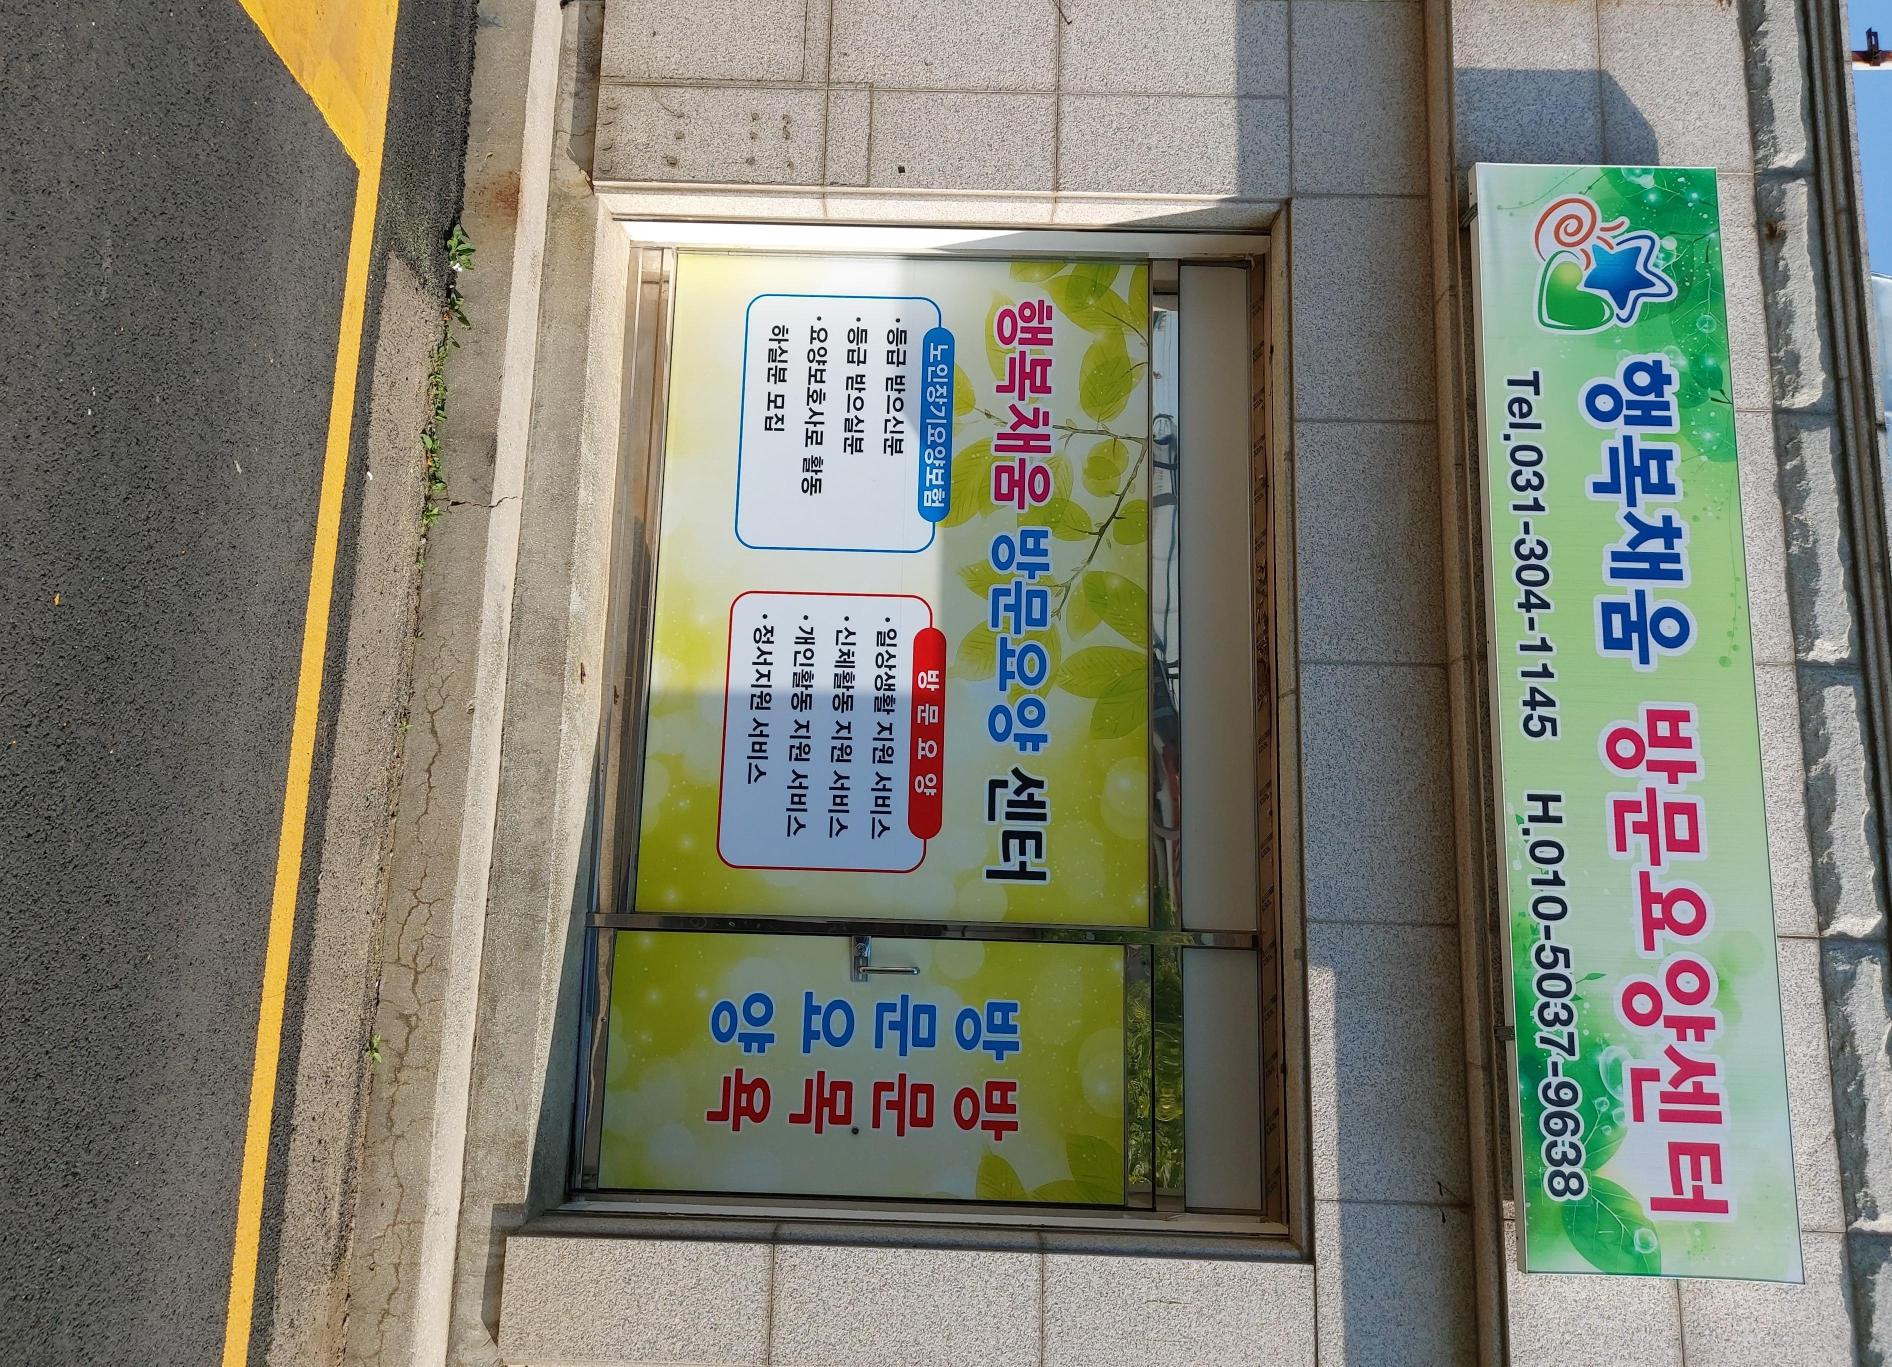 행복채움 방문요양센터
Tel.031-304-1145 H.010-5037-9638
행복채움 방문요양 센터
노인장기요양보험
· 등급 받으신분
· 등급 받으실분
· 요양보호사로 활동
하실분 모집
방문요양
· 일상생활 지원 서비스
· 신체활동 지원 서비스
· 개인활동 지원 서비스
· 정서지원 서비스
방문요양
방문목욕